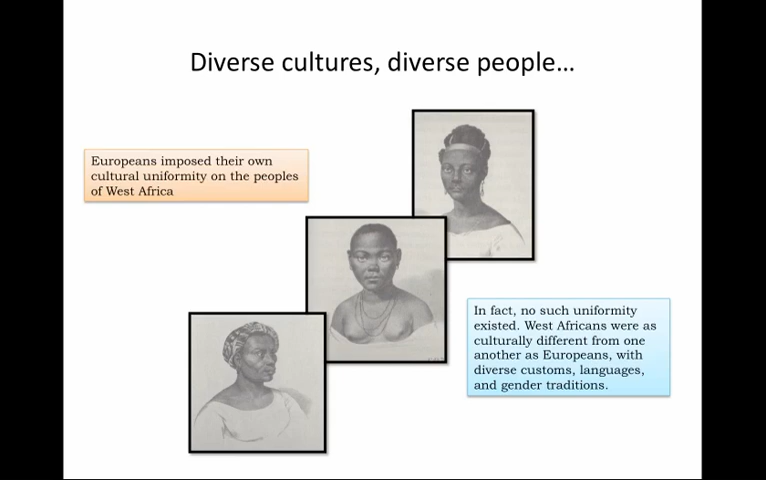 Diverse cultures, diverse people…
Europeans imposed their own
cultural uniformity on the peoples
of West Africa
In fact, no such uniformity
existed. West Africans were as
culturally different from one
another as Europeans, with
diverse customs, languages,
and gender traditions.